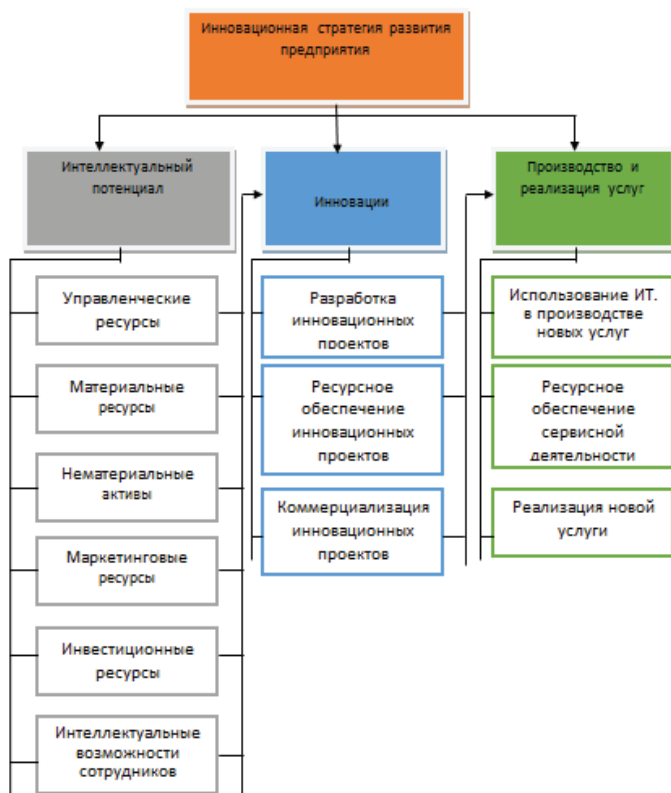 Инновационная стратегия развития
предприятия
Интеллектуальный
потенциал
Инновации
Производство и
реализация услуг
Управленческие
ресурсы
Материальные
ресурсы
Нематериальные
активы
Маркетинговые
ресурсы
Инвестиционные
ресурсы
Интеллектуальные
возможности
сотрудников
Разработка
инновационных
проектов
Ресурсное
обеспечение
инновационных
проектов
Коммерциализация
инновационных
проектов
Использование ИТ.
в производстве
новых услуг
Ресурсное
обеспечение
сервисной
деятельности
Реализация новой
услуги